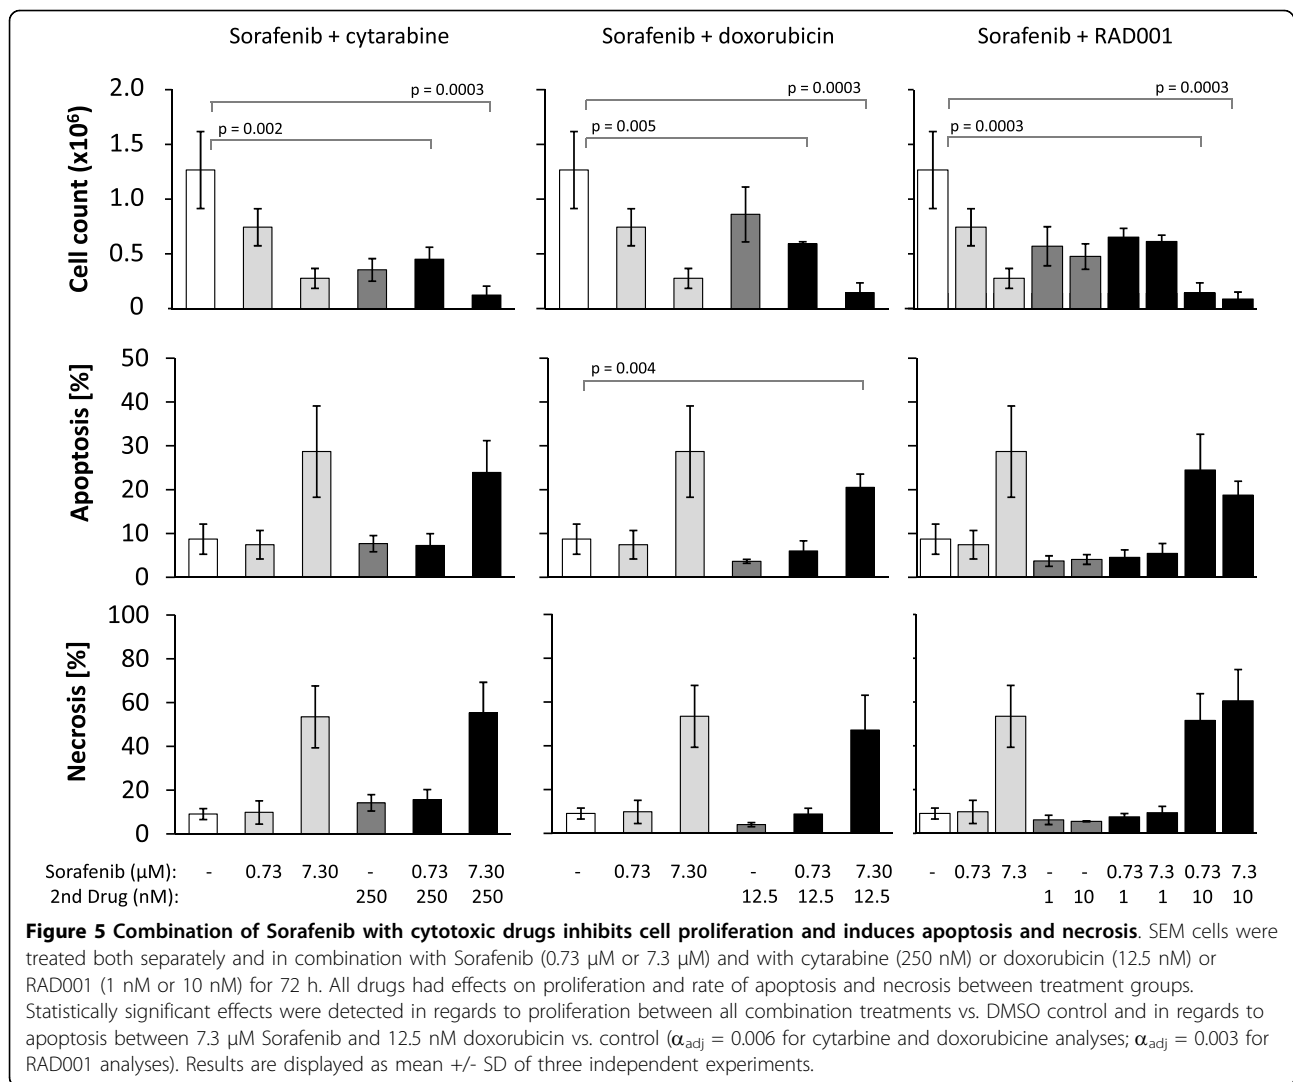 Sorafenib + cytarabine
Sorafenib + doxorubicin
Sorafenib + RAD001
Cell count (x10⁶)
2.0
1.5
1.0
0.5
0
p = 0.0003
p = 0.002
p = 0.0003
p = 0.005
p = 0.0003
p = 0.0003
Apoptosis [%]
50
40
30
20
10
0
p = 0.004
Necrosis [%]
100
80
60
40
20
0
Sorafenib (µM): - 0.73 7.30 - 0.73 7.30 - 0.73 7.30 - 0.73 7.30 - 0.73 7.3 - - 0.73 7.3 0.73 7.3
2nd Drug (nM): 250 250 250 12.5 12.5 12.5 1 10 1 1 10 10
Figure 5 Combination of Sorafenib with cytotoxic drugs inhibits cell proliferation and induces apoptosis and necrosis. SEM cells were
treated both separately and in combination with Sorafenib (0.73 µM or 7.3 µM) and with cytarabine (250 nM) or doxorubicin (12.5 nM) or
RAD001 (1 nM or 10 nM) for 72 h. All drugs had effects on proliferation and rate of apoptosis and necrosis between treatment groups.
Statistically significant effects were detected in regards to proliferation between all combination treatments vs. DMSO control and in regards to
apoptosis between 7.3 µM Sorafenib and 12.5 nM doxorubicin vs. control (αadj = 0.006 for cytarbine and doxorubicine analyses; αadj = 0.003 for
RAD001 analyses). Results are displayed as mean +/- SD of three independent experiments.